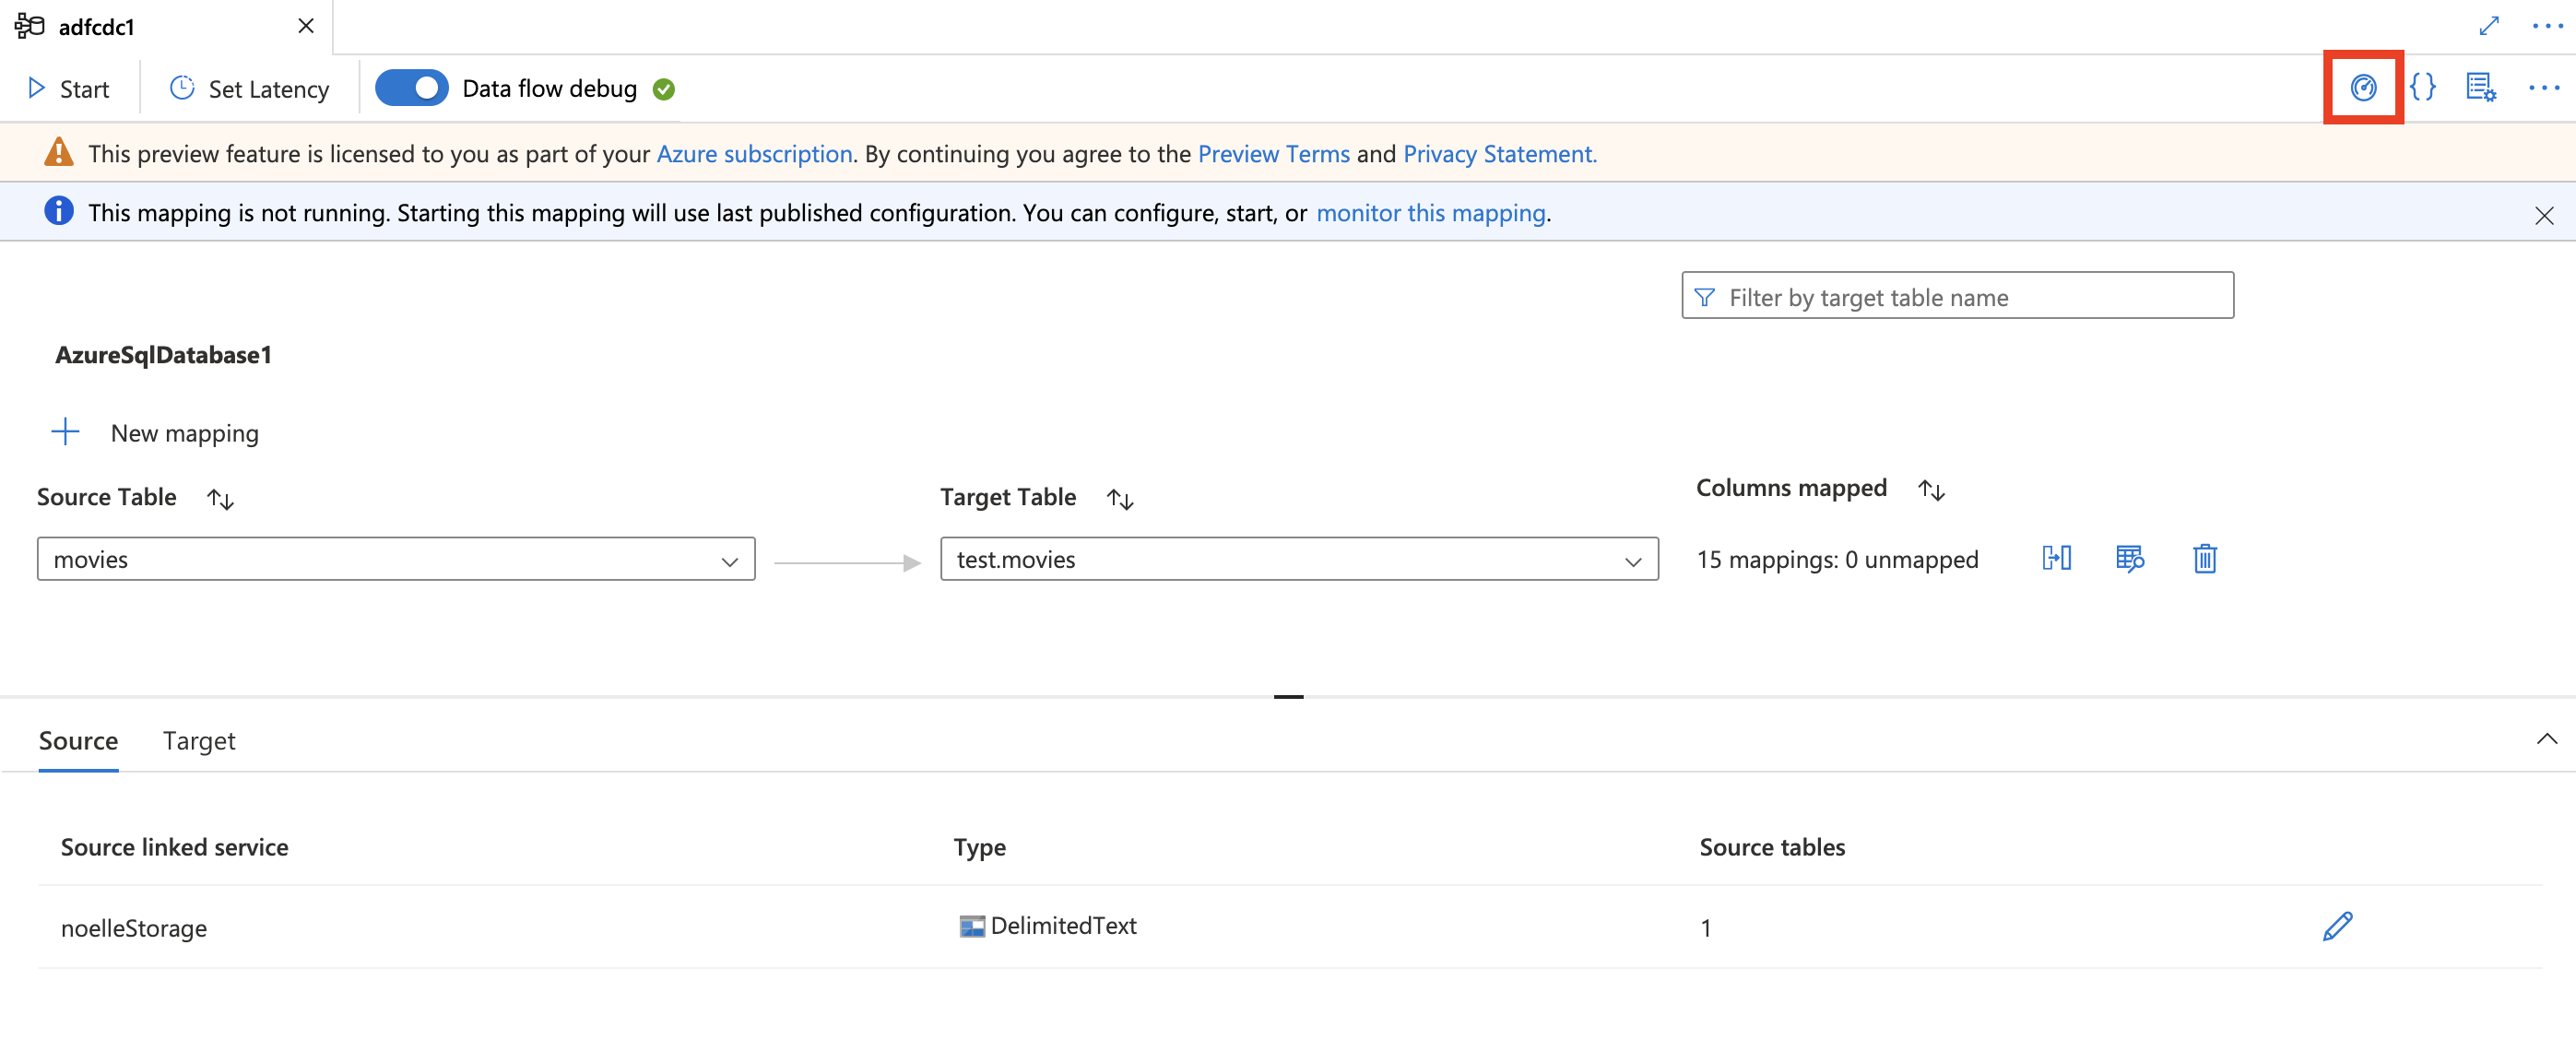 adfcdc1
Start
Set Latency
Data flow debug
This preview feature is licensed to you as part of your Azure subscription. By continuing you agree to the Preview Terms and Privacy Statement.
This mapping is not running. Starting this mapping will use last published configuration. You can configure, start, or monitor this mapping.
Filter by target table name
AzureSqlDatabase1
New mapping
Source Table
Target Table
Columns mapped
movies
test.movies
15 mappings: 0 unmapped
Source
Target
Source linked service
Type
Source tables
noelleStorage
DelimitedText
1